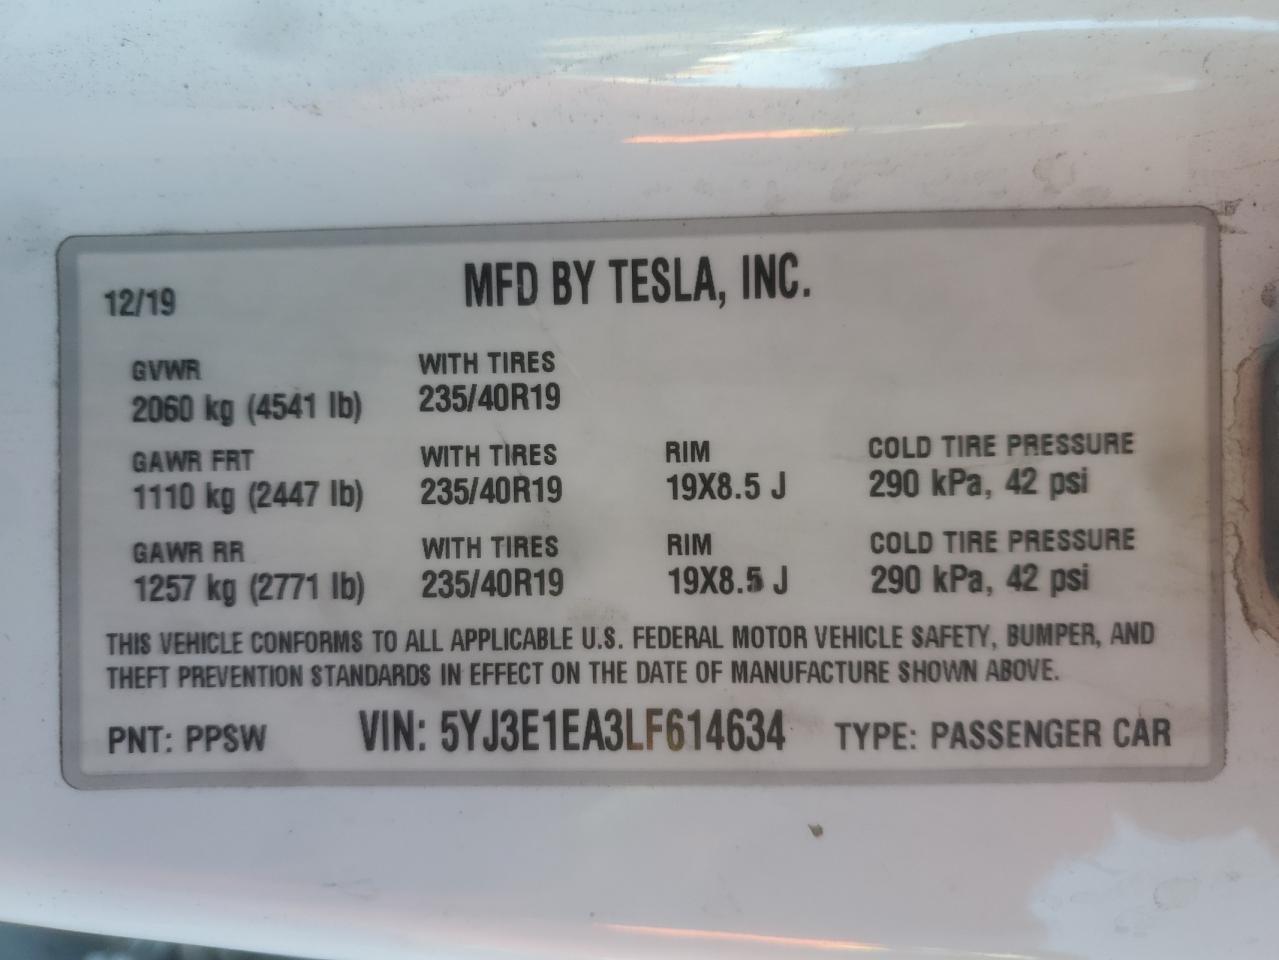 MFD BY TESLA, INC.
12/19
GVWR WITH TIRES
2060 kg (4541 lb) 235/40R19
GAWR FRT WITH TIRES RIM COLD TIRE PRESSURE
1110 kg (2447 lb) 235/40R19 19X8.5 J 290 kPa, 42 psi
GAWR RR WITH TIRES RIM COLD TIRE PRESSURE
1257 kg (2771 lb) 235/40R19 19X8.5 J 290 kPa, 42 psi
THIS VEHICLE CONFORMS TO ALL APPLICABLE U.S. FEDERAL MOTOR VEHICLE SAFETY, BUMPER, AND
THEFT PREVENTION STANDARDS IN EFFECT ON THE DATE OF MANUFACTURE SHOWN ABOVE.
PNT: PPSW VIN: 5YJ3E1EA3LF614634 TYPE: PASSENGER CAR